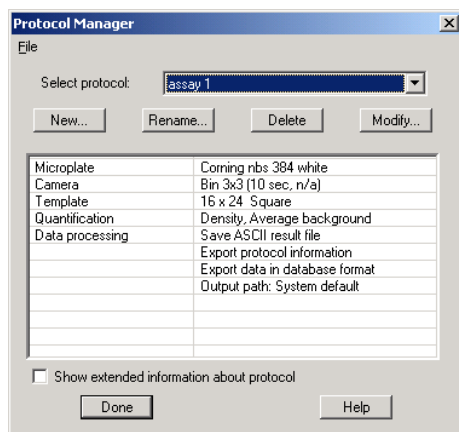 Protocol Manager
File
Select protocol: assay 1
New... Rename... Delete Modify...
Microplate Corning nbs 384 white
Camera Bin 3x3 (10 sec, n/a)
Template 16 x 24 Square
Quantification Density, Average background
Data processing Save ASCII result file
Export protocol information
Export data in database format
Output path: System default
Show extended information about protocol
Done Help